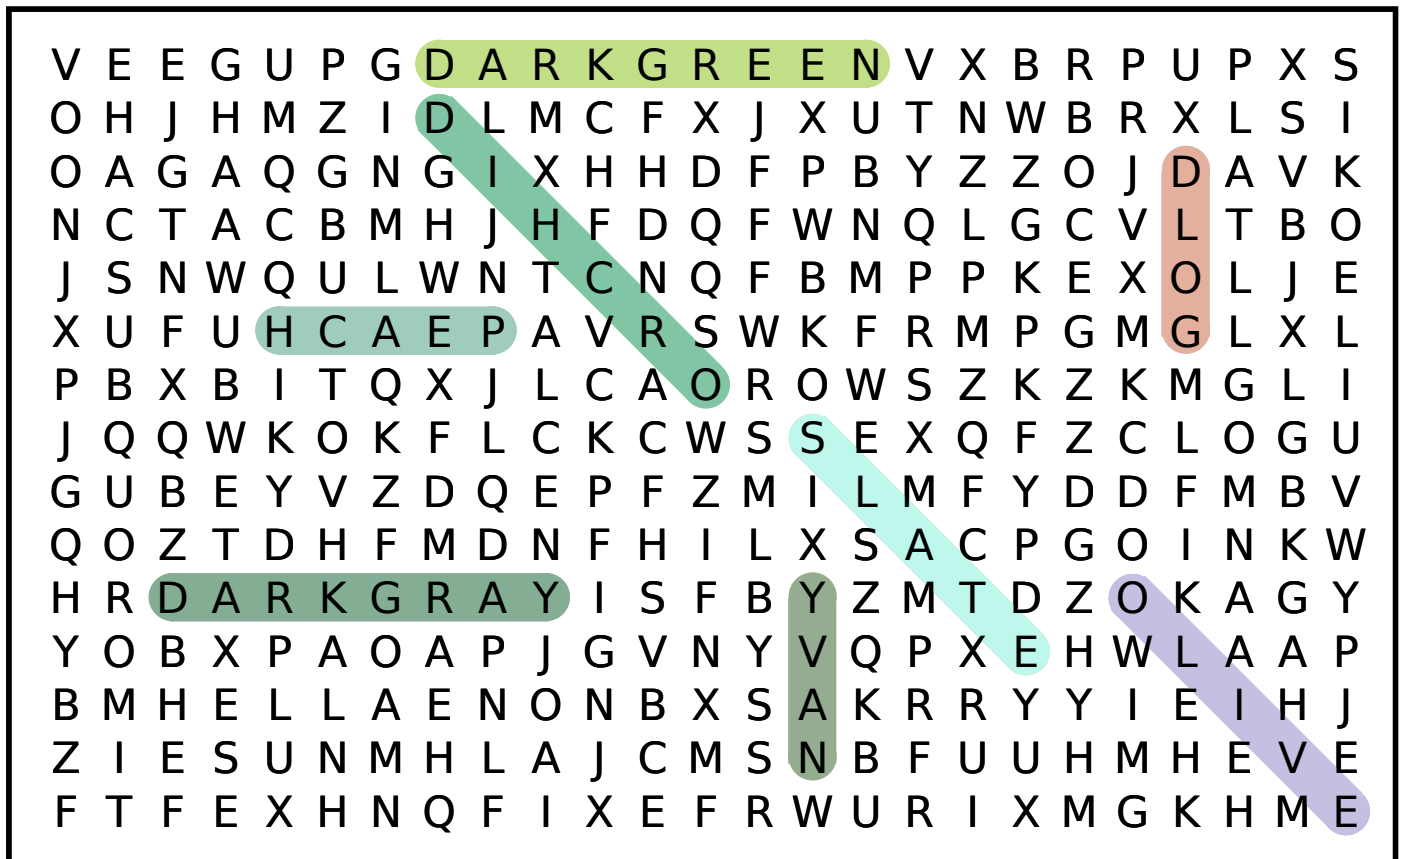 V E E G U P G D A R K G R E E N V X B R P U P X S
O H J H M Z I D L M C F X J X U T N W B R X L S I
O A G A Q G N G I X H H D F P B Y Z Z O J D A V K
N C T A C B M H J H F D Q F W N Q L G C V L T B O
J S N W Q U L W N T C N Q F B M P P K E X O L J E
X U F U H C A E P A V R S W K F R M P G M G L X L
P B X B I T Q X J L C A O R O W S Z K Z K M G L I
J Q Q W K O K F L C K C W S S E X Q F Z C L O G U
G U B E Y V Z D Q E P F Z M I L M F Y D D F M B V
Q O Z T D H F M D N F H I L X S A C P G O I N K W
H R D A R K G R A Y I S F B Y Z M T D Z O K A G Y
Y O B X P A O A P J G V N Y V Q P X E H W L A A P
B M H E L L A E N O N B X S A K R R Y Y I E I H J
Z I E S U N M H L A J C M S N B F U U H M H E V E
F T F E X H N Q F I X E F R W U R I X M G K H M E